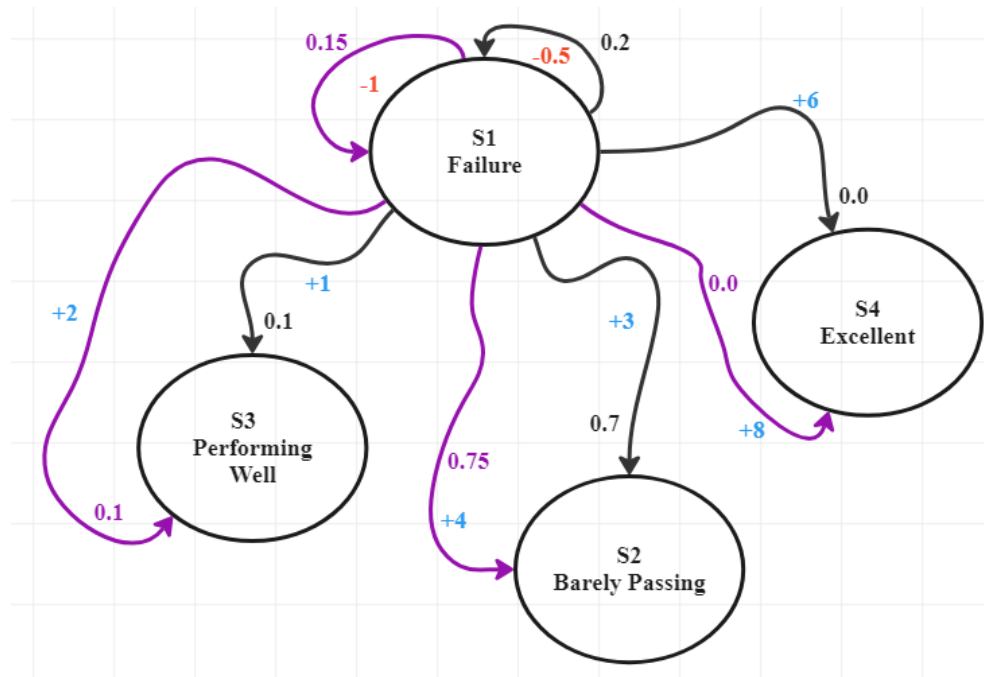 0.15
0.2
-0.5
-1
+6
S1
Failure
0.0
+2
+1
0.0
0.1
+3
S4
Excellent
S3
Performing
Well
0.7
+8
0.75
0.1
+4
S2
Barely Passing